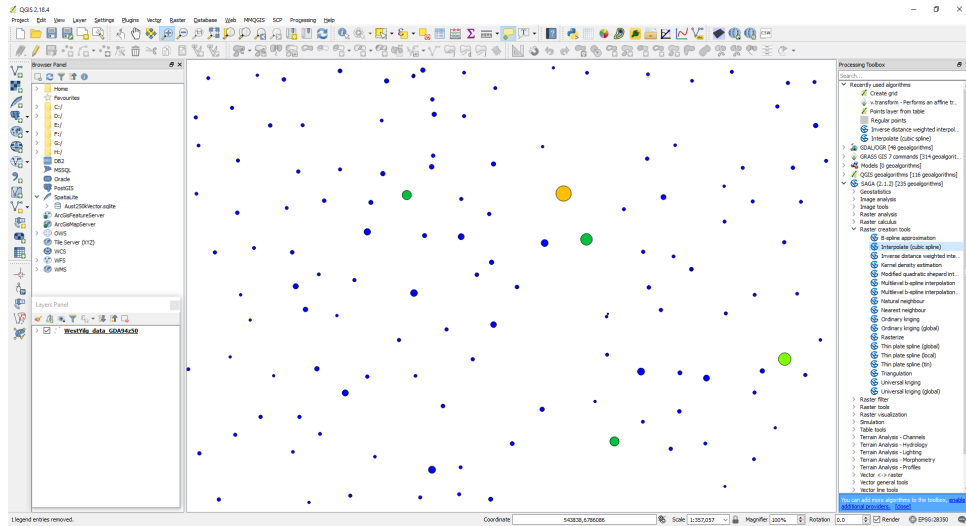 QGIS 2.18.4
Project Edit View Layer Settings Plugins Vector Raster Database Web MMQGIS SCP Processing Help
Browser Panel
Home
Favourites
C:/
D:/
E:/
F:/
G:/
H:/
DB2
MSSQL
Oracle
PostGIS
SpatiaLite
Aust250kVector.sqlite
ArcGisFeatureServer
ArcGisMapServer
OWS
Tile Server (XYZ)
WCS
WFS
WMS
Layers Panel
WestYilg_data_GDA94z50
Processing Toolbox
Search...
Recently used algorithms
Create grid
v.transform - Performs an affine tr...
Points layer from table
Regular points
Inverse distance weighted interpol...
Interpolate (cubic spline)
GDAL/OGR [48 geoalgorithms]
GRASS GIS 7 commands [314 geoalgorit...
Models [0 geoalgorithms]
QGIS geoalgorithms [116 geoalgorithms]
SAGA (2.1.2) [235 geoalgorithms]
Geostatistics
Image analysis
Image tools
Raster analysis
Raster calculus
Raster creation tools
B-spline approximation
Interpolate (cubic spline)
Inverse distance weighted inte...
Kernel density estimation
Modified quadratic shepard int...
Multilevel b-spline interpolation
Multilevel b-spline interpolation...
Natural neighbour
Nearest neighbour
Ordinary kriging
Ordinary kriging (global)
Rasterize
Thin plate spline (global)
Thin plate spline (local)
Thin plate spline (tin)
Triangulation
Universal kriging
Universal kriging (global)
Raster filter
Raster tools
Raster visualization
Simulation
Table tools
Terrain Analysis - Channels
Terrain Analysis - Hydrology
Terrain Analysis - Lighting
Terrain Analysis - Morphometry
Terrain Analysis - Profiles
Vector <-> raster
Vector general tools
Vector line tools
You can add more algorithms to the toolbox, enable
additional providers. [close]
1 legend entries removed. Coordinate 543838,6786086 Scale 1:357,057 Magnifier 100% Rotation 0.0 Render EPSG:28350